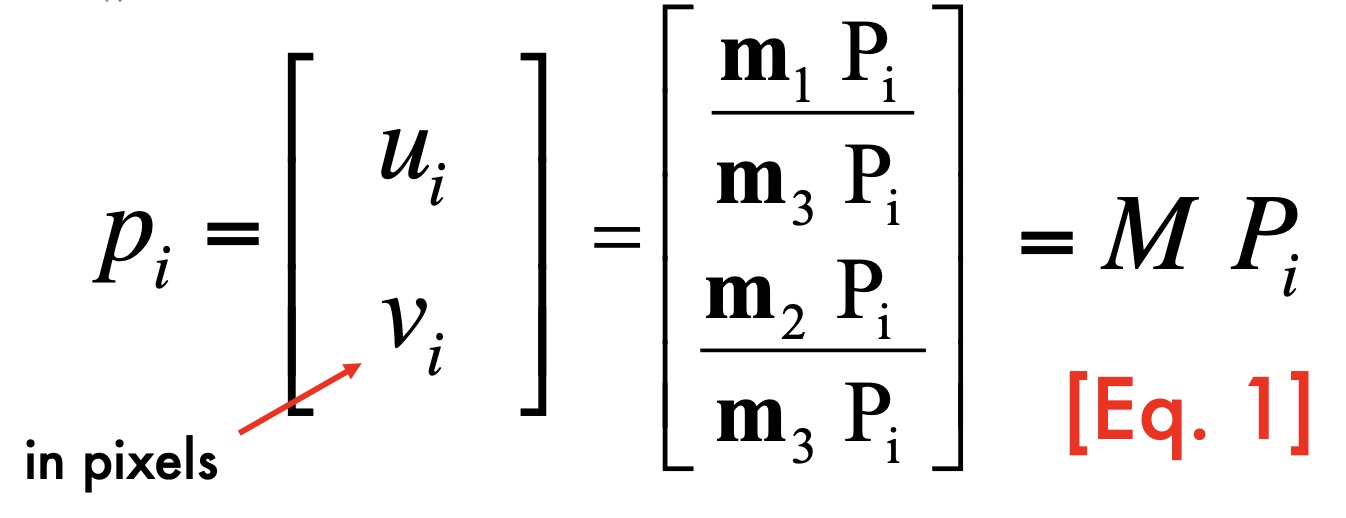 p_i = [ u_i v_i ] = [ m_1 P_i / m_3 P_i m_2 P_i / m_3 P_i ] = M P_i
[Eq. 1]
in pixels